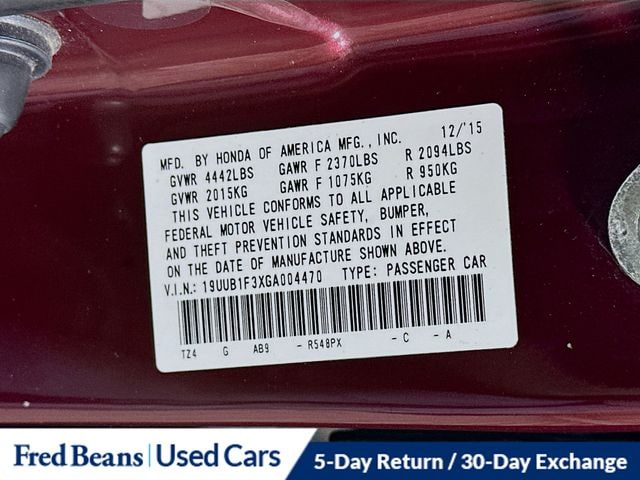 MFD. BY HONDA OF AMERICA MFG., INC. 12/'15
GVWR 4442LBS GAWR F 2370LBS R 2094LBS
GVWR 2015KG GAWR F 1075KG R 950KG
THIS VEHICLE CONFORMS TO ALL APPLICABLE
FEDERAL MOTOR VEHICLE SAFETY, BUMPER,
AND THEFT PREVENTION STANDARDS IN EFFECT
ON THE DATE OF MANUFACTURE SHOWN ABOVE.
V.I.N.: 19UUB1F3XGA004470 TYPE: PASSENGER CAR
TZ4 G AB9 - R548PX - C - A
Fred Beans | Used Cars 5-Day Return / 30-Day Exchange